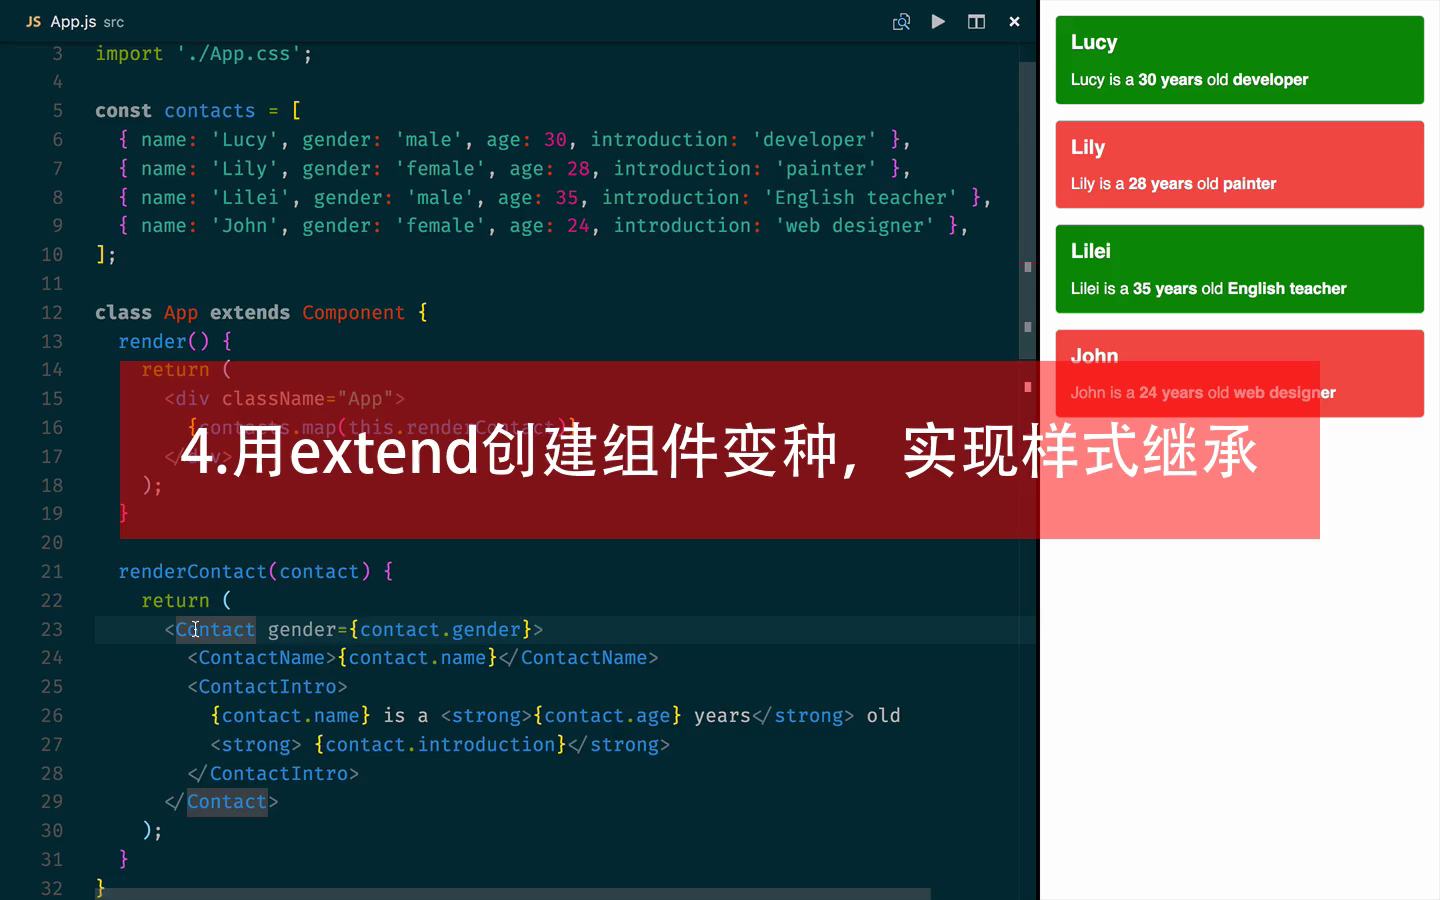 JS App.js src
3 import './App.css';
4
5 const contacts = [
6 { name: 'Lucy', gender: 'male', age: 30, introduction: 'developer' },
7 { name: 'Lily', gender: 'female', age: 28, introduction: 'painter' },
8 { name: 'Lilei', gender: 'male', age: 35, introduction: 'English teacher' },
9 { name: 'John', gender: 'female', age: 24, introduction: 'web designer' },
10 ];
11
12 class App extends Component {
13 render() {
14 return (
15 <div className="App">
16 {contacts.map(this.renderContact)}
17 </div>
18 );
19 }
20
21 renderContact(contact) {
22 return (
23 <Contact gender={contact.gender}>
24 <ContactName>{contact.name}</ContactName>
25 <ContactIntro>
26 {contact.name} is a <strong>{contact.age} years</strong> old
27 <strong> {contact.introduction}</strong>
28 </ContactIntro>
29 </Contact>
30 );
31 }
32 }
4.用extend创建组件变种，实现样式继承
Lucy
Lucy is a 30 years old developer
Lily
Lily is a 28 years old painter
Lilei
Lilei is a 35 years old English teacher
John
John is a 24 years old web designer